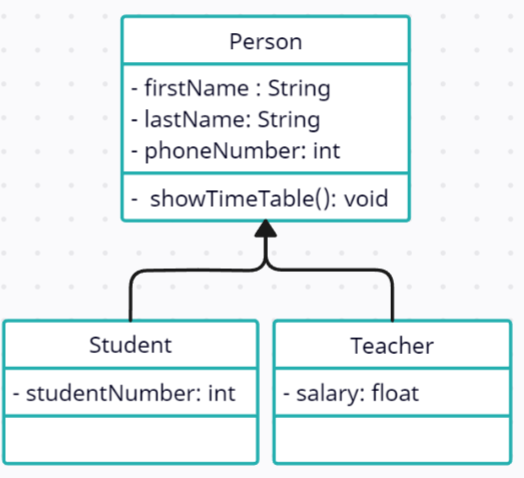 Person
- firstName : String
- lastName: String
- phoneNumber: int
- showTimeTable(): void
Student
- studentNumber: int
Teacher
- salary: float